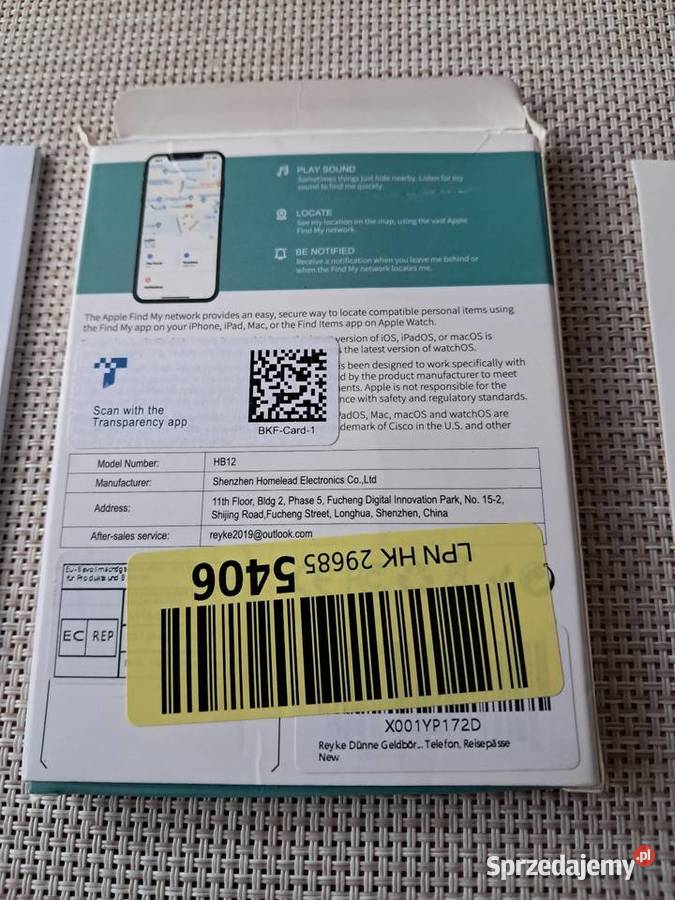 PLAY SOUND
Sometimes things just hide nearby. Listen for my
sound to find me quickly.
LOCATE
See my location on the map, using the vast Apple
Find My network.
BE NOTIFIED
Receive a notification when you leave me behind or
when the Find My network locates me.
The Apple Find My network provides an easy, secure way to locate compatible personal items using
the Find My app on your iPhone, iPad, Mac, or the Find Items app on Apple Watch.
version of iOS, iPadOS, or macOS is
the latest version of watchOS.
is been designed to work specifically with
d by the product manufacturer to meet
ents. Apple is not responsible for the
nce with safety and regulatory standards.
PadOS, Mac, macOS and watchOS are
demark of Cisco in the U.S. and other
Scan with the
Transparency app
BKF-Card-1
Model Number: HB12
Manufacturer: Shenzhen Homelead Electronics Co.,Ltd
Address: 11th Floor, Bldg 2, Phase 5, Fucheng Digital Innovation Park, No. 15-2,
Shijing Road,Fucheng Street, Longhua, Shenzhen, China
After-sales service: reyke2019@outlook.com
für Produkte und
EC REP
LPN HK 29685 5406
X001YP172D
Reyke Dünne Geldbör... Telefon, Reisepässe
New
Sprzedajemy.pl